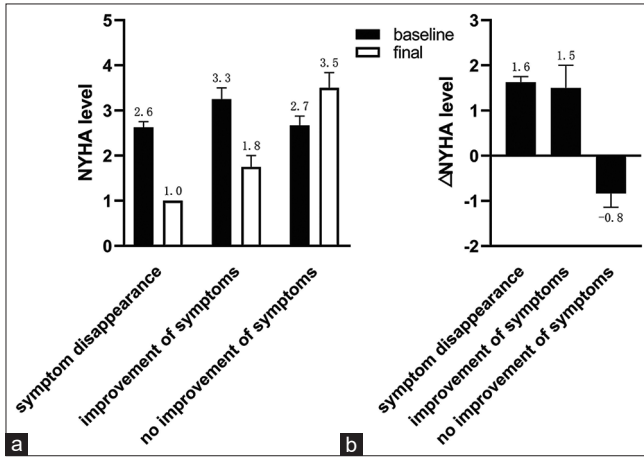 5
4
3
2
1
0
NYHA level
2.6
1.0
3.3
1.8
2.7
3.5
symptom disappearance
improvement of symptoms
no improvement of symptoms
baseline
final
a
3
2
1
0
-1
-2
△NYHA level
1.6
1.5
-0.8
symptom disappearance
improvement of symptoms
no improvement of symptoms
b